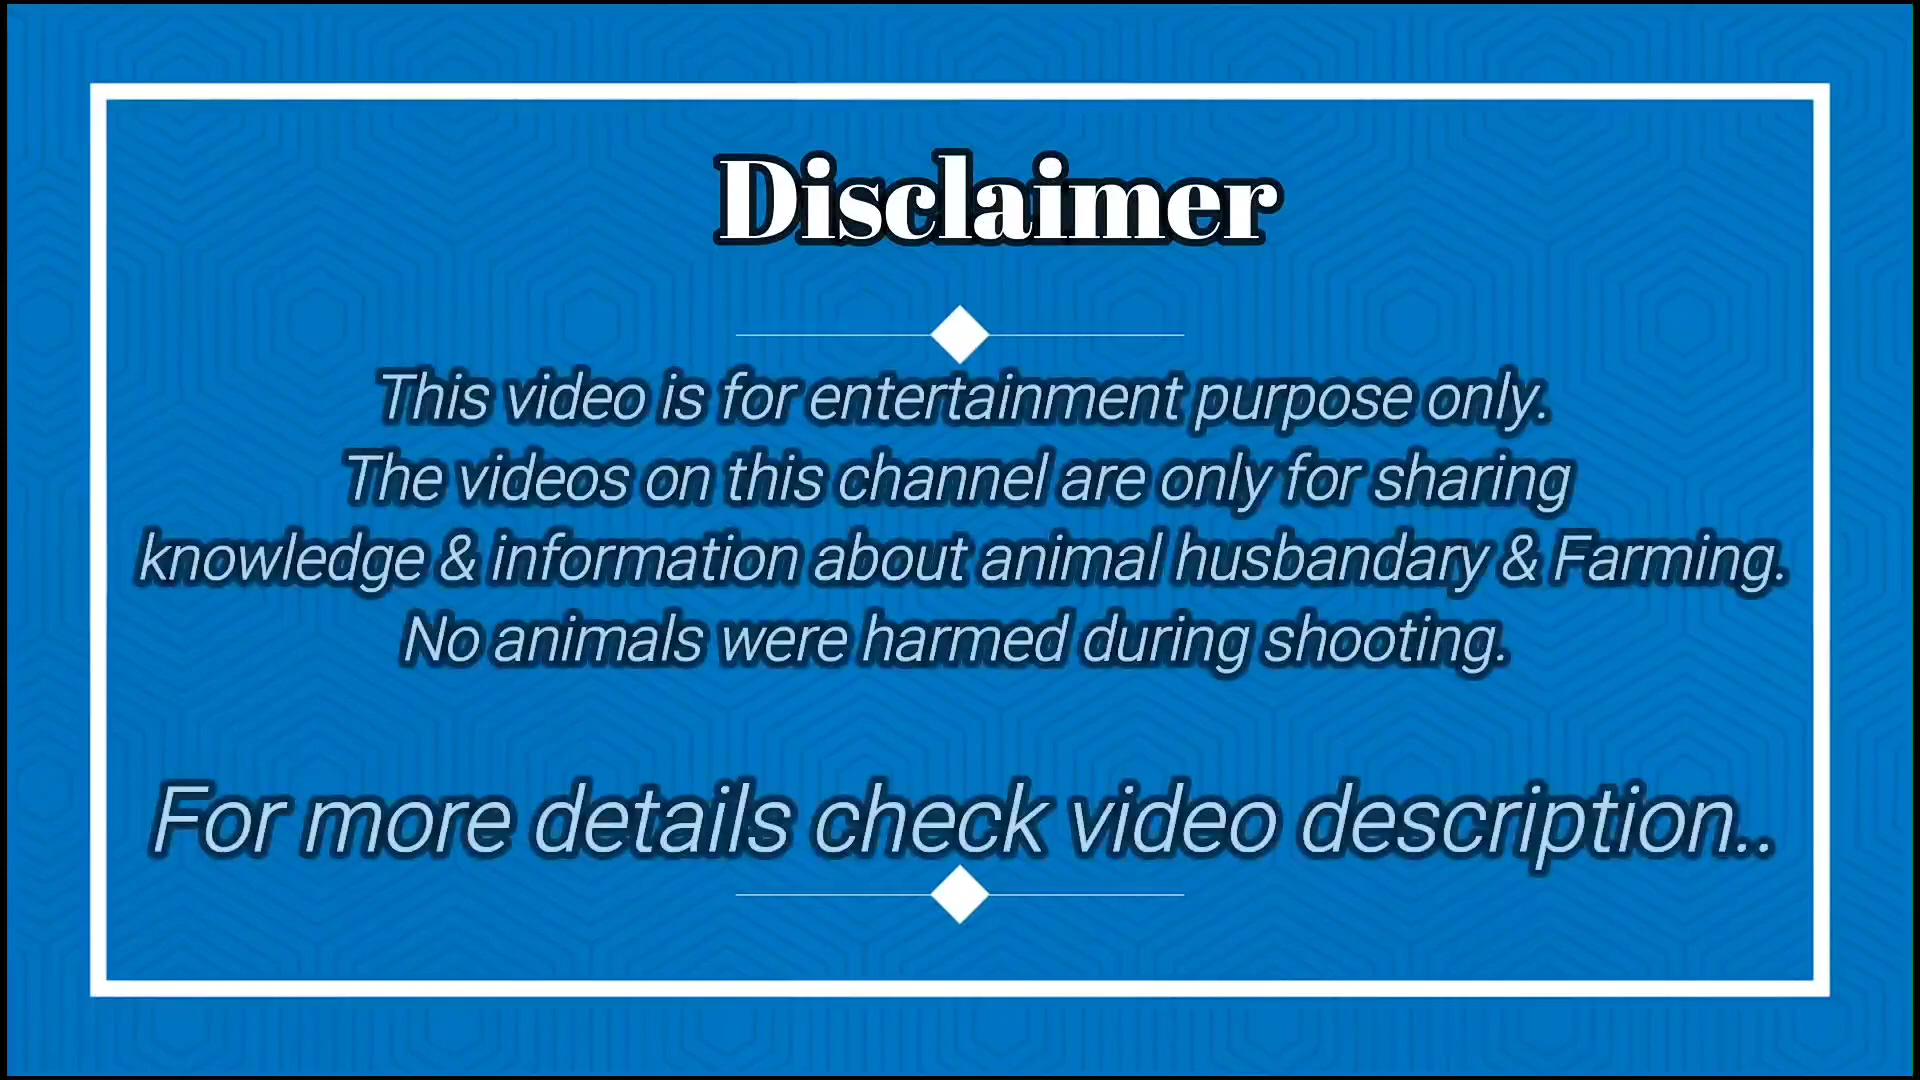 Disclaimer
This video is for entertainment purpose only.
The videos on this channel are only for sharing
knowledge & information about animal husbandary & Farming.
No animals were harmed during shooting.
For more details check video description..